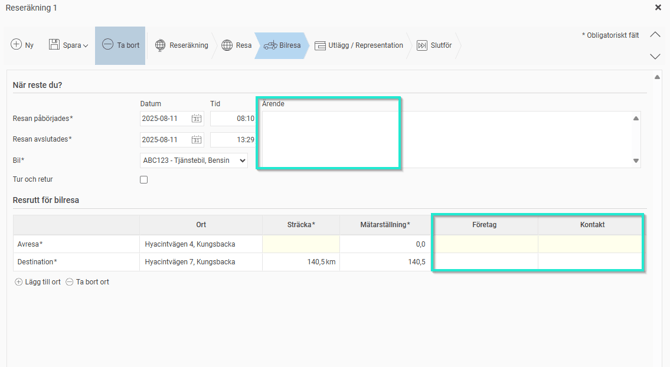 Reseräkning 1
Ny
Spara
Ta bort
Reseräkning
Resa
Bilresa
Utlägg / Representation
Slutför
* Obligatoriskt fält
När reste du?
Datum Tid Ärende
Resan påbörjades* 2025-08-11 08:10
Resan avslutades* 2025-08-11 13:29
Bil* ABC123 - Tjänstebil, Bensin
Tur och retur
Resrutt för bilresa
Ort Sträcka* Mätarställning* Företag Kontakt
Avresa* Hyacintvägen 4, Kungsbacka 0,0
Destination* Hyacintvägen 7, Kungsbacka 140,5 km 140,5
Lägg till ort Ta bort ort